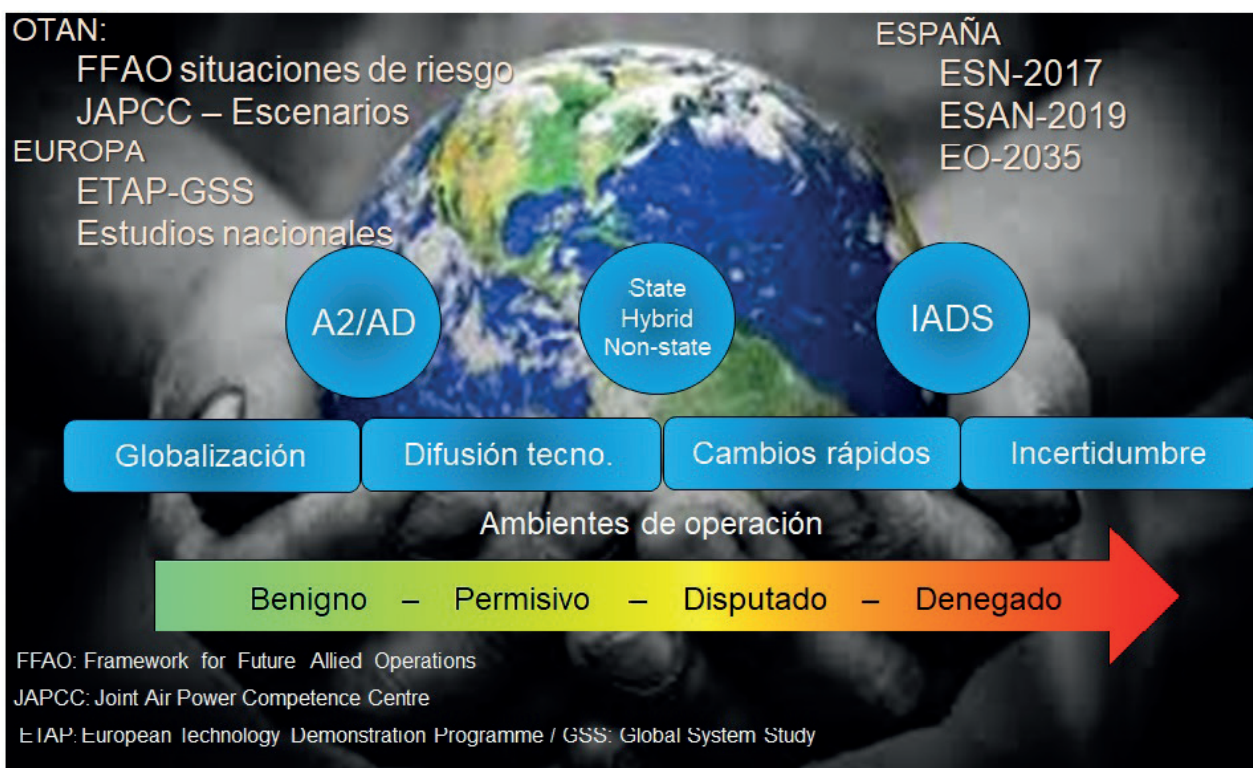 OTAN:
FFAO situaciones de riesgo
JAPCC – Escenarios
EUROPA
ETAP-GSS
Estudios nacionales
ESPAÑA
ESN-2017
ESAN-2019
EO-2035
A2/AD
State
Hybrid
Non-state
IADS
Globalización
Difusión tecno.
Cambios rápidos
Incertidumbre
Ambientes de operación
Benigno – Permisivo – Disputado – Denegado
FFAO: Framework for Future Allied Operations
JAPCC: Joint Air Power Competence Centre
ETAP: European Technology Demonstration Programme / GSS: Global System Study